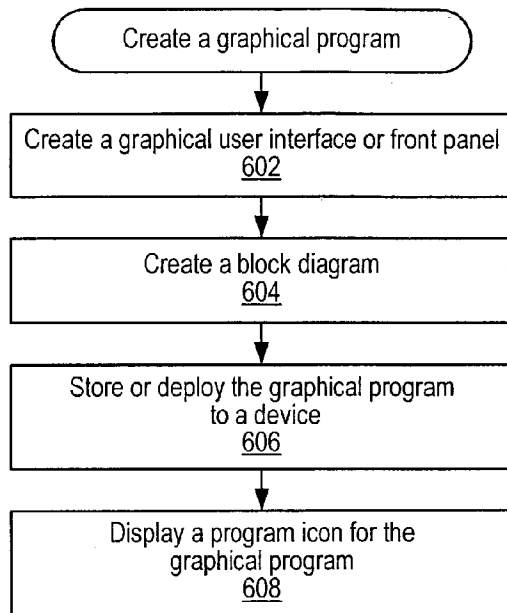 Create a graphical program
Create a graphical user interface or front panel
602
Create a block diagram
604
Store or deploy the graphical program
to a device
606
Display a program icon for the
graphical program
608